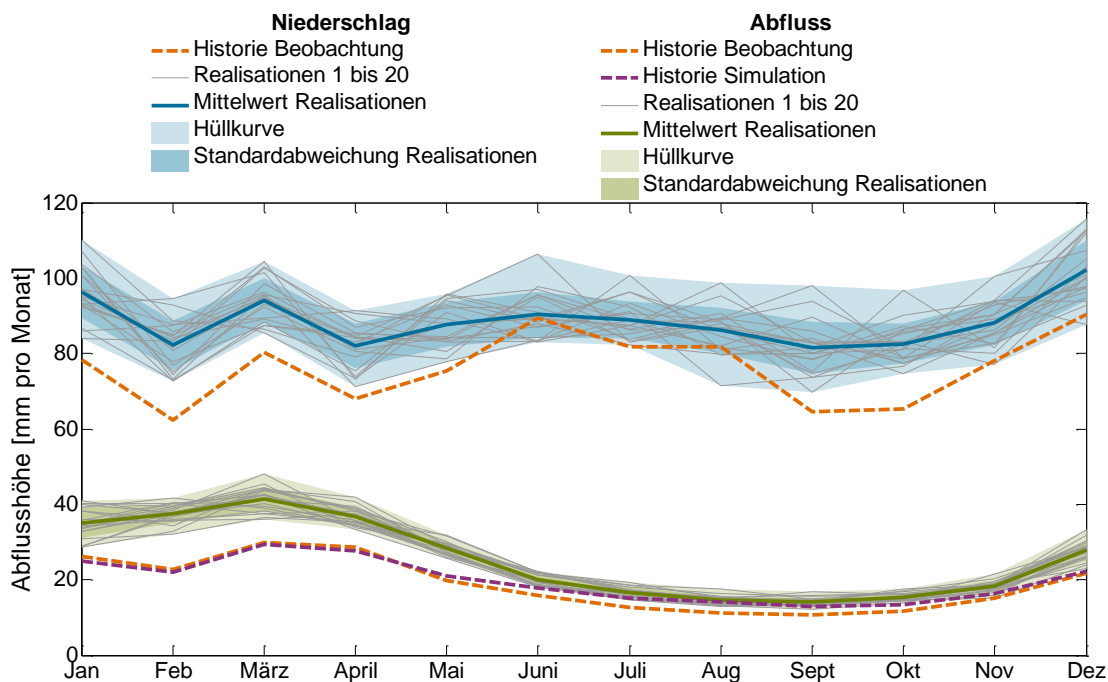 Niederschlag
Historie Beobachtung
Realisationen 1 bis 20
Mittelwert Realisationen
Hüllkurve
Standardabweichung Realisationen
Abfluss
Historie Beobachtung
Historie Simulation
Realisationen 1 bis 20
Mittelwert Realisationen
Hüllkurve
Standardabweichung Realisationen
Abflusshöhe [mm pro Monat]
120
100
80
60
40
20
0
Jan Feb März April Mai Juni Juli Aug Sept Okt Nov Dez